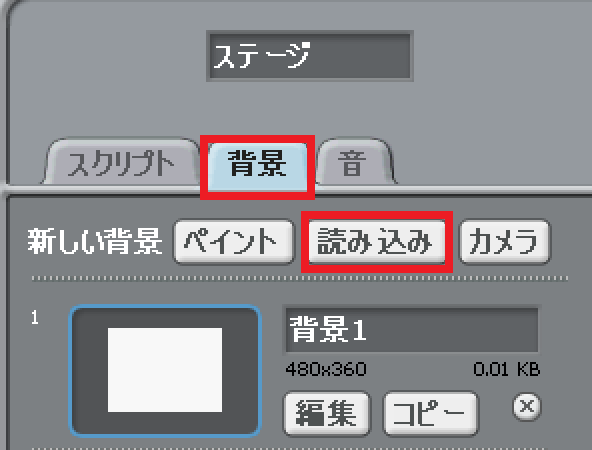 ステージ
スクリプト 背景 音
新しい背景 ペイント 読み込み カメラ
1 背景1
480x360 0.01 KB
編集 コピー